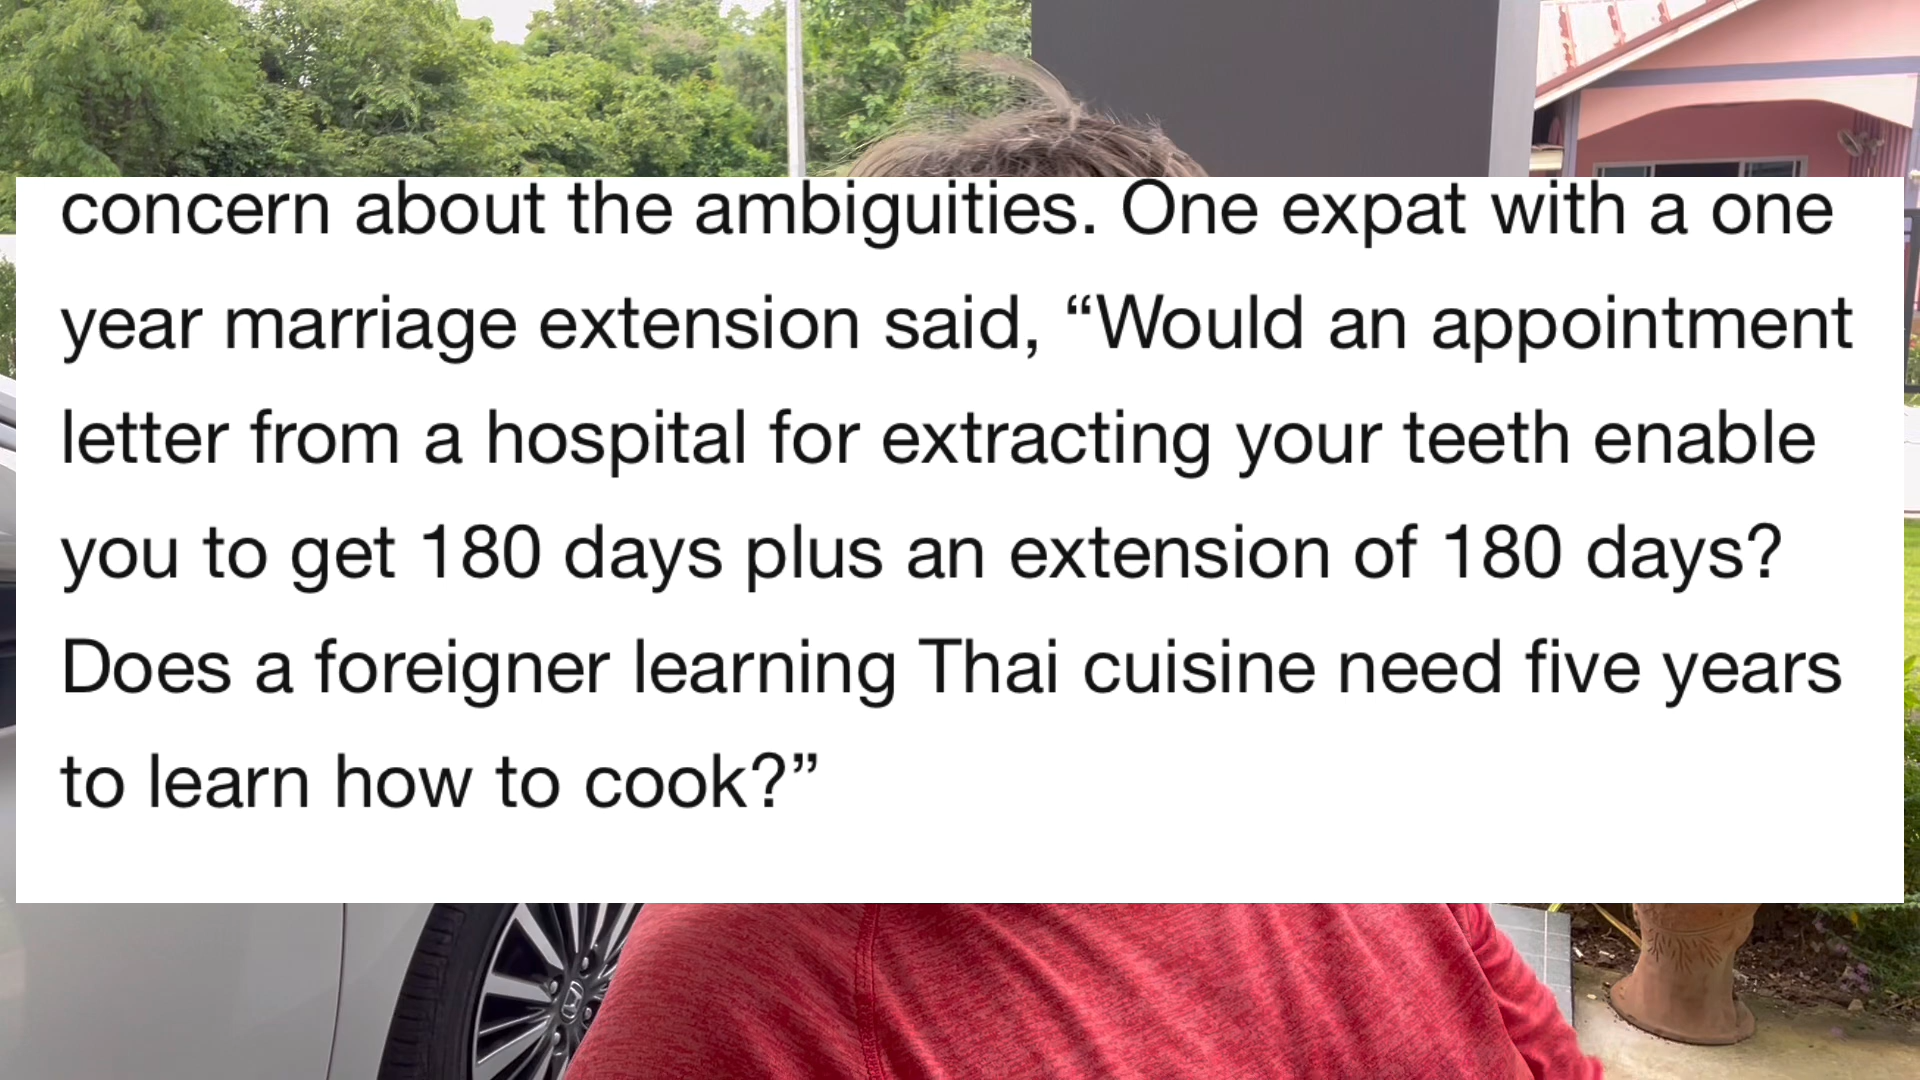 concern about the ambiguities. One expat with a one
year marriage extension said, “Would an appointment
letter from a hospital for extracting your teeth enable
you to get 180 days plus an extension of 180 days?
Does a foreigner learning Thai cuisine need five years
to learn how to cook?”